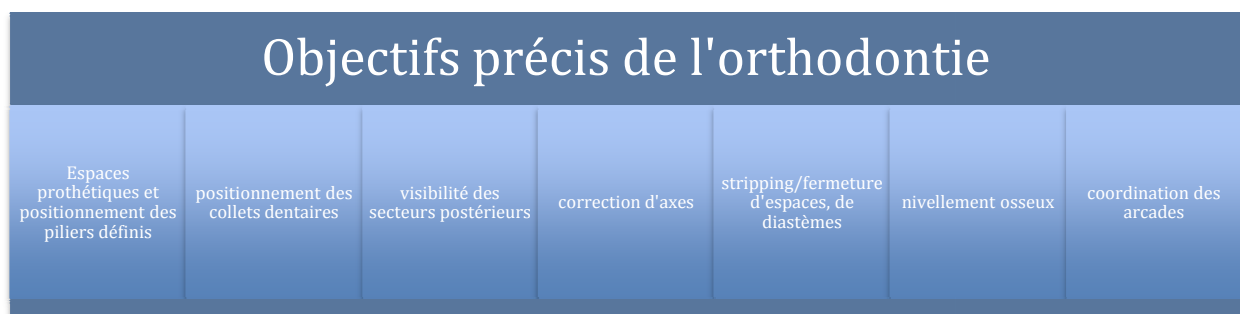 Objectifs précis de l'orthodontie
Espaces
prothétiques et
positionnement des
piliers définis
positionnement des
collets dentaires
visibilité des
secteurs postérieurs
correction d'axes
stripping/fermeture
d'espaces, de
diastèmes
nivellement osseux
coordination des
arcades